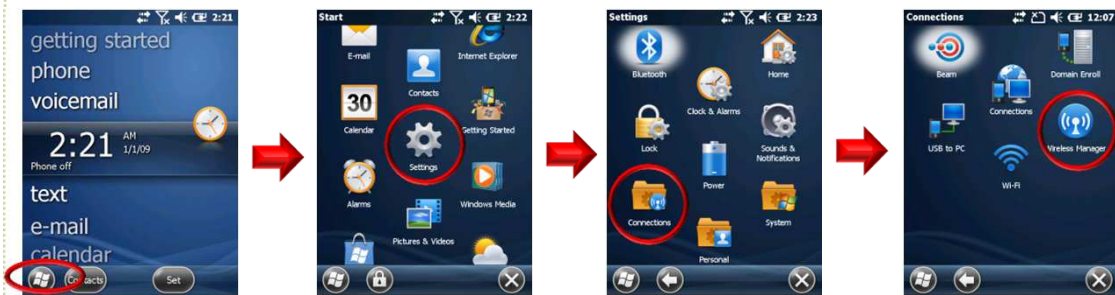 2:21
getting started
phone
voicemail
2:21 AM
1/1/09
Phone off
text
e-mail
calendar
Contacts
Set
Start 2:22
E-mail
Internet Explorer
Contacts
30
Calendar
Getting Started
Settings
Alarms
Windows Media
Pictures & Videos
Settings 2:23
Bluetooth
Home
Clock & Alarms
Lock
Sounds &
Notifications
Power
Connections
System
Personal
Connections 12:07
Beam
Domain Enroll
Connections
USB to PC
Wireless Manager
Wi-Fi